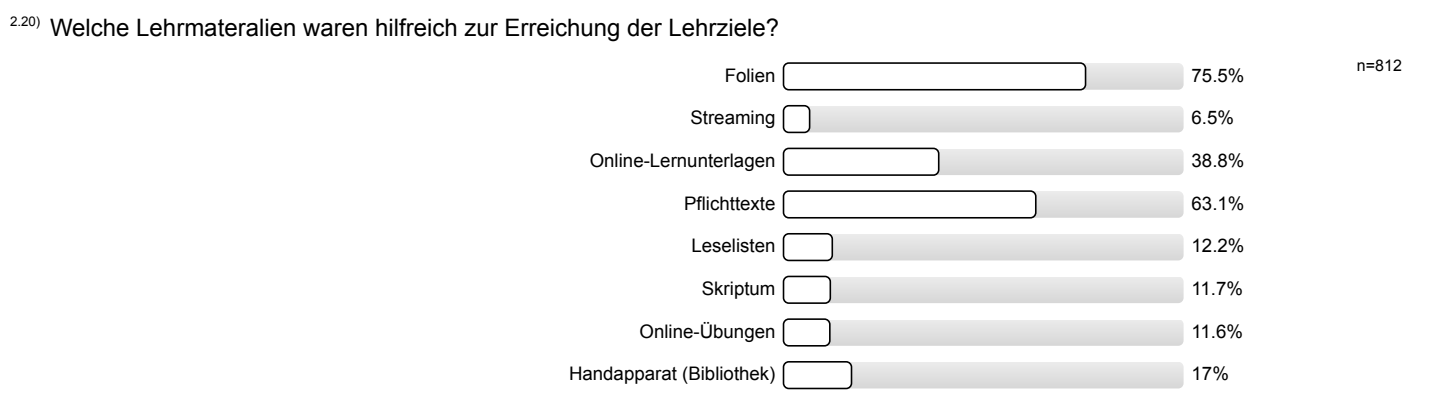 2.20) Welche Lehrmateralien waren hilfreich zur Erreichung der Lehrziele?
n=812
Folien 75.5%
Streaming 6.5%
Online-Lernunterlagen 38.8%
Pflichttexte 63.1%
Leselisten 12.2%
Skriptum 11.7%
Online-Übungen 11.6%
Handapparat (Bibliothek) 17%